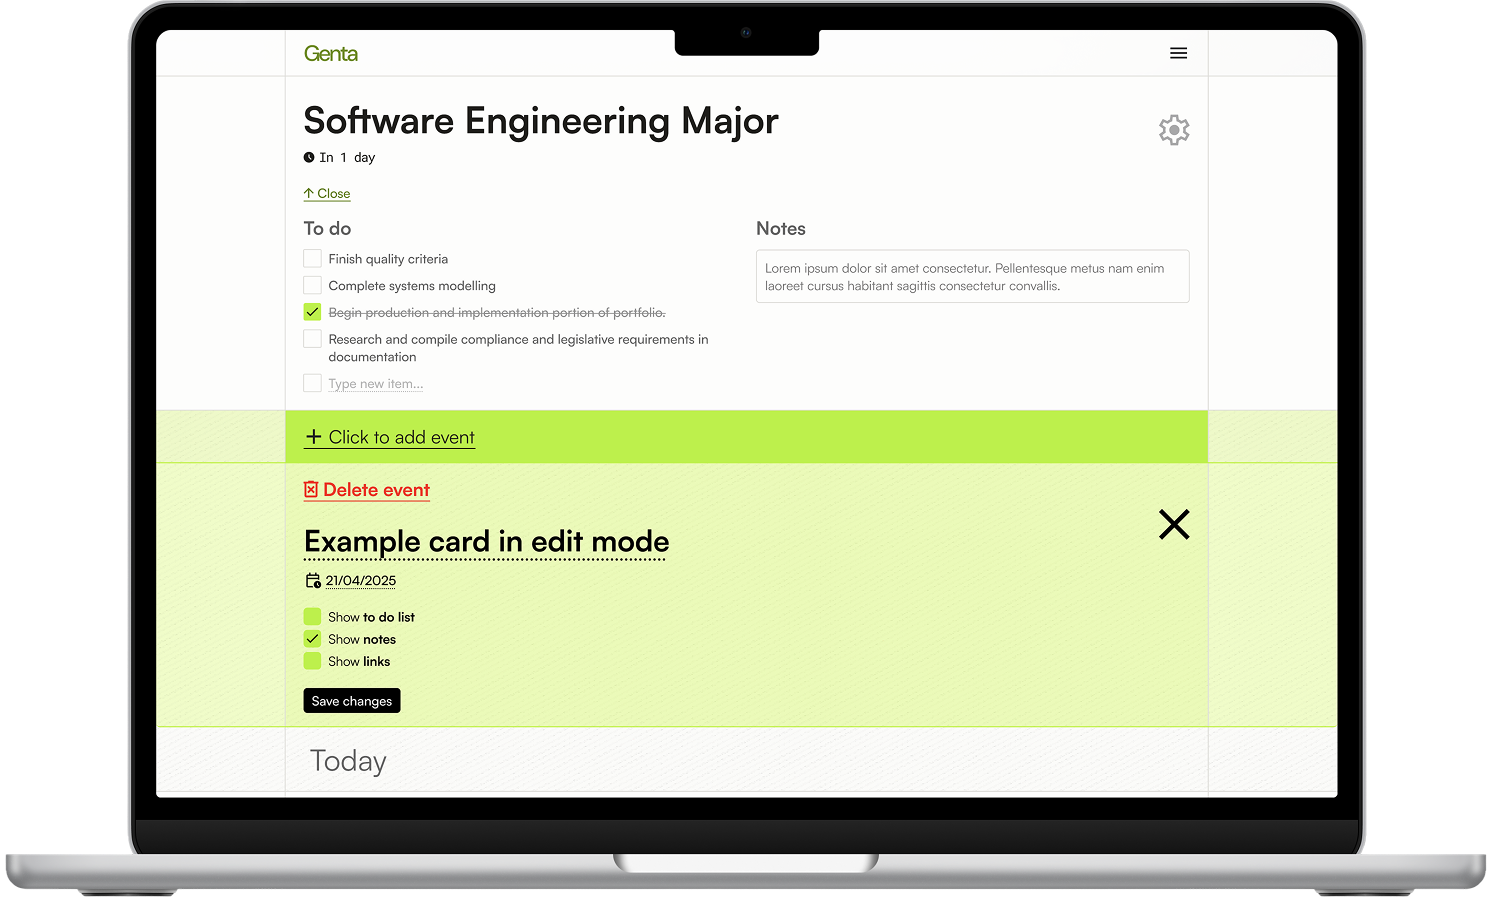 Genta
Software Engineering Major
In 1 day
↑ Close
To do
Finish quality criteria
Complete systems modelling
Begin production and implementation portion of portfolio.
Research and compile compliance and legislative requirements in
documentation
Type new item...
Notes
Lorem ipsum dolor sit amet consectetur. Pellentesque metus nam enim
laoreet cursus habitant sagittis consectetur convallis.
+ Click to add event
Delete event
Example card in edit mode
21/04/2025
Show to do list
Show notes
Show links
Save changes
Today